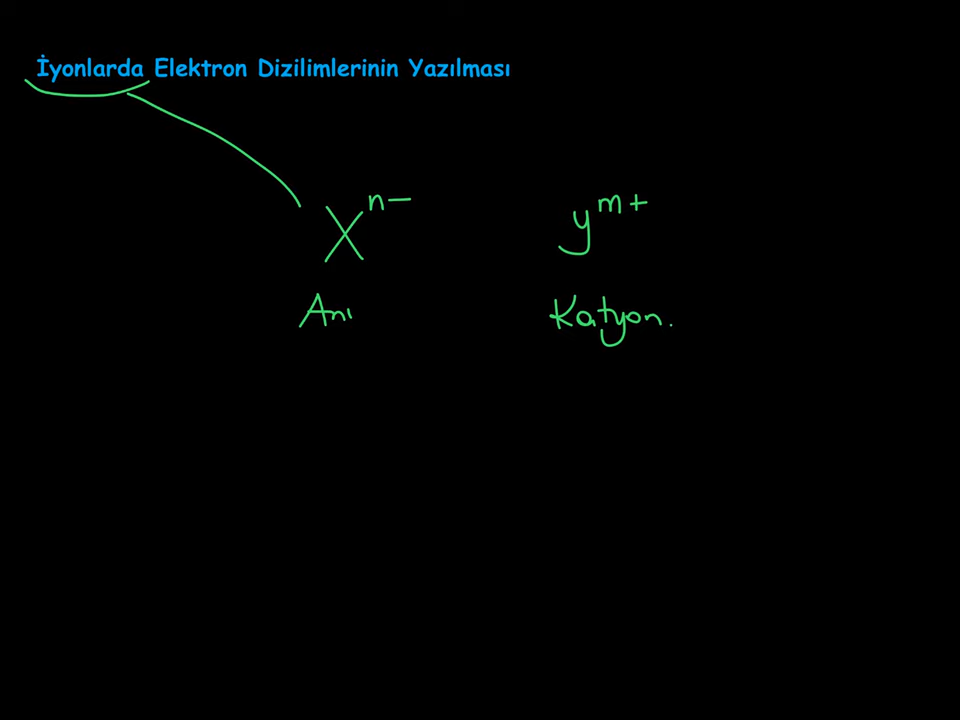 İyonlarda Elektron Dizilimlerinin Yazılması
Xⁿ⁻ yᵐ⁺
Anı Katyon.